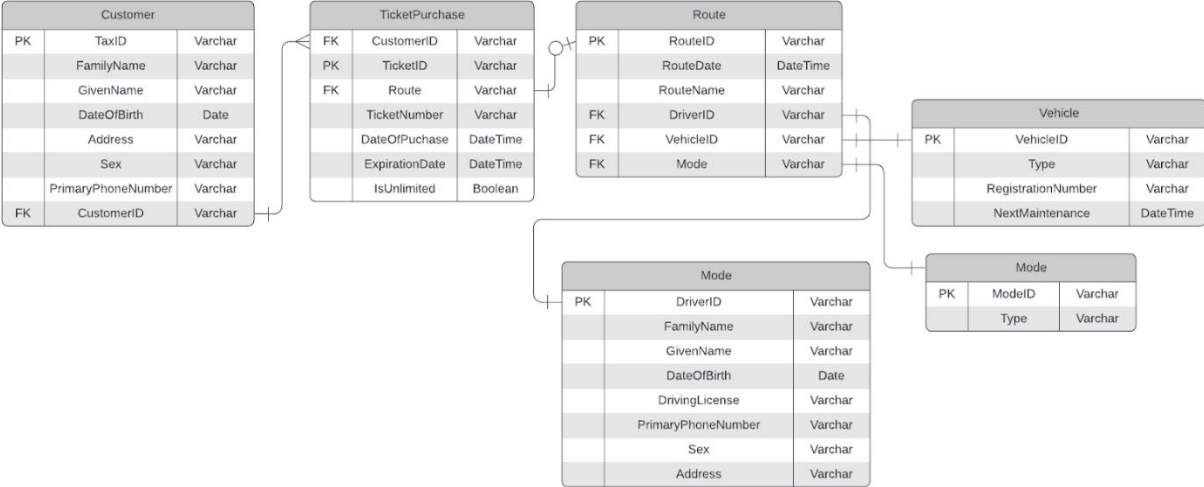 Customer
PK TaxID Varchar
FamilyName Varchar
GivenName Varchar
DateOfBirth Date
Address Varchar
Sex Varchar
PrimaryPhoneNumber Varchar
FK CustomerID Varchar
TicketPurchase
FK CustomerID Varchar
PK TicketID Varchar
FK Route Varchar
TicketNumber Varchar
DateOfPuchase DateTime
ExpirationDate DateTime
IsUnlimited Boolean
Route
PK RouteID Varchar
RouteDate DateTime
RouteName Varchar
FK DriverID Varchar
FK VehicleID Varchar
FK Mode Varchar
Vehicle
PK VehicleID Varchar
Type Varchar
RegistrationNumber Varchar
NextMaintenance DateTime
Mode
PK DriverID Varchar
FamilyName Varchar
GivenName Varchar
DateOfBirth Date
DrivingLicense Varchar
PrimaryPhoneNumber Varchar
Sex Varchar
Address Varchar
Mode
PK ModeID Varchar
Type Varchar